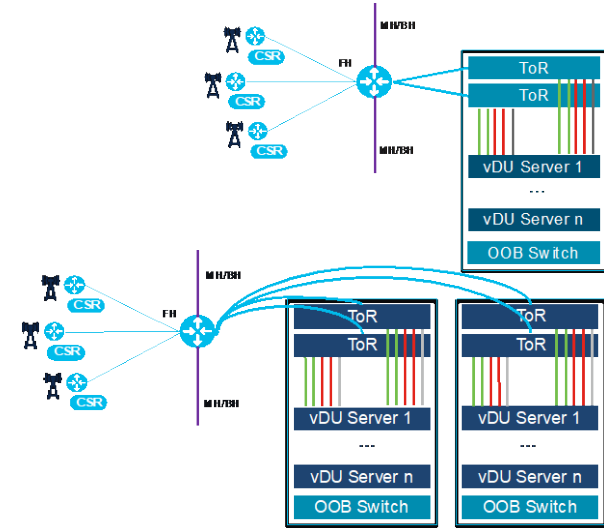 MH/BH
CSR
FH
CSR
CSR
MH/BH
ToR
ToR
vDU Server 1
...
vDU Server n
OOB Switch
MH/BH
CSR
FH
CSR
CSR
MH/BH
ToR
ToR
vDU Server 1
---
vDU Server n
OOB Switch
ToR
ToR
vDU Server 1
---
vDU Server n
OOB Switch